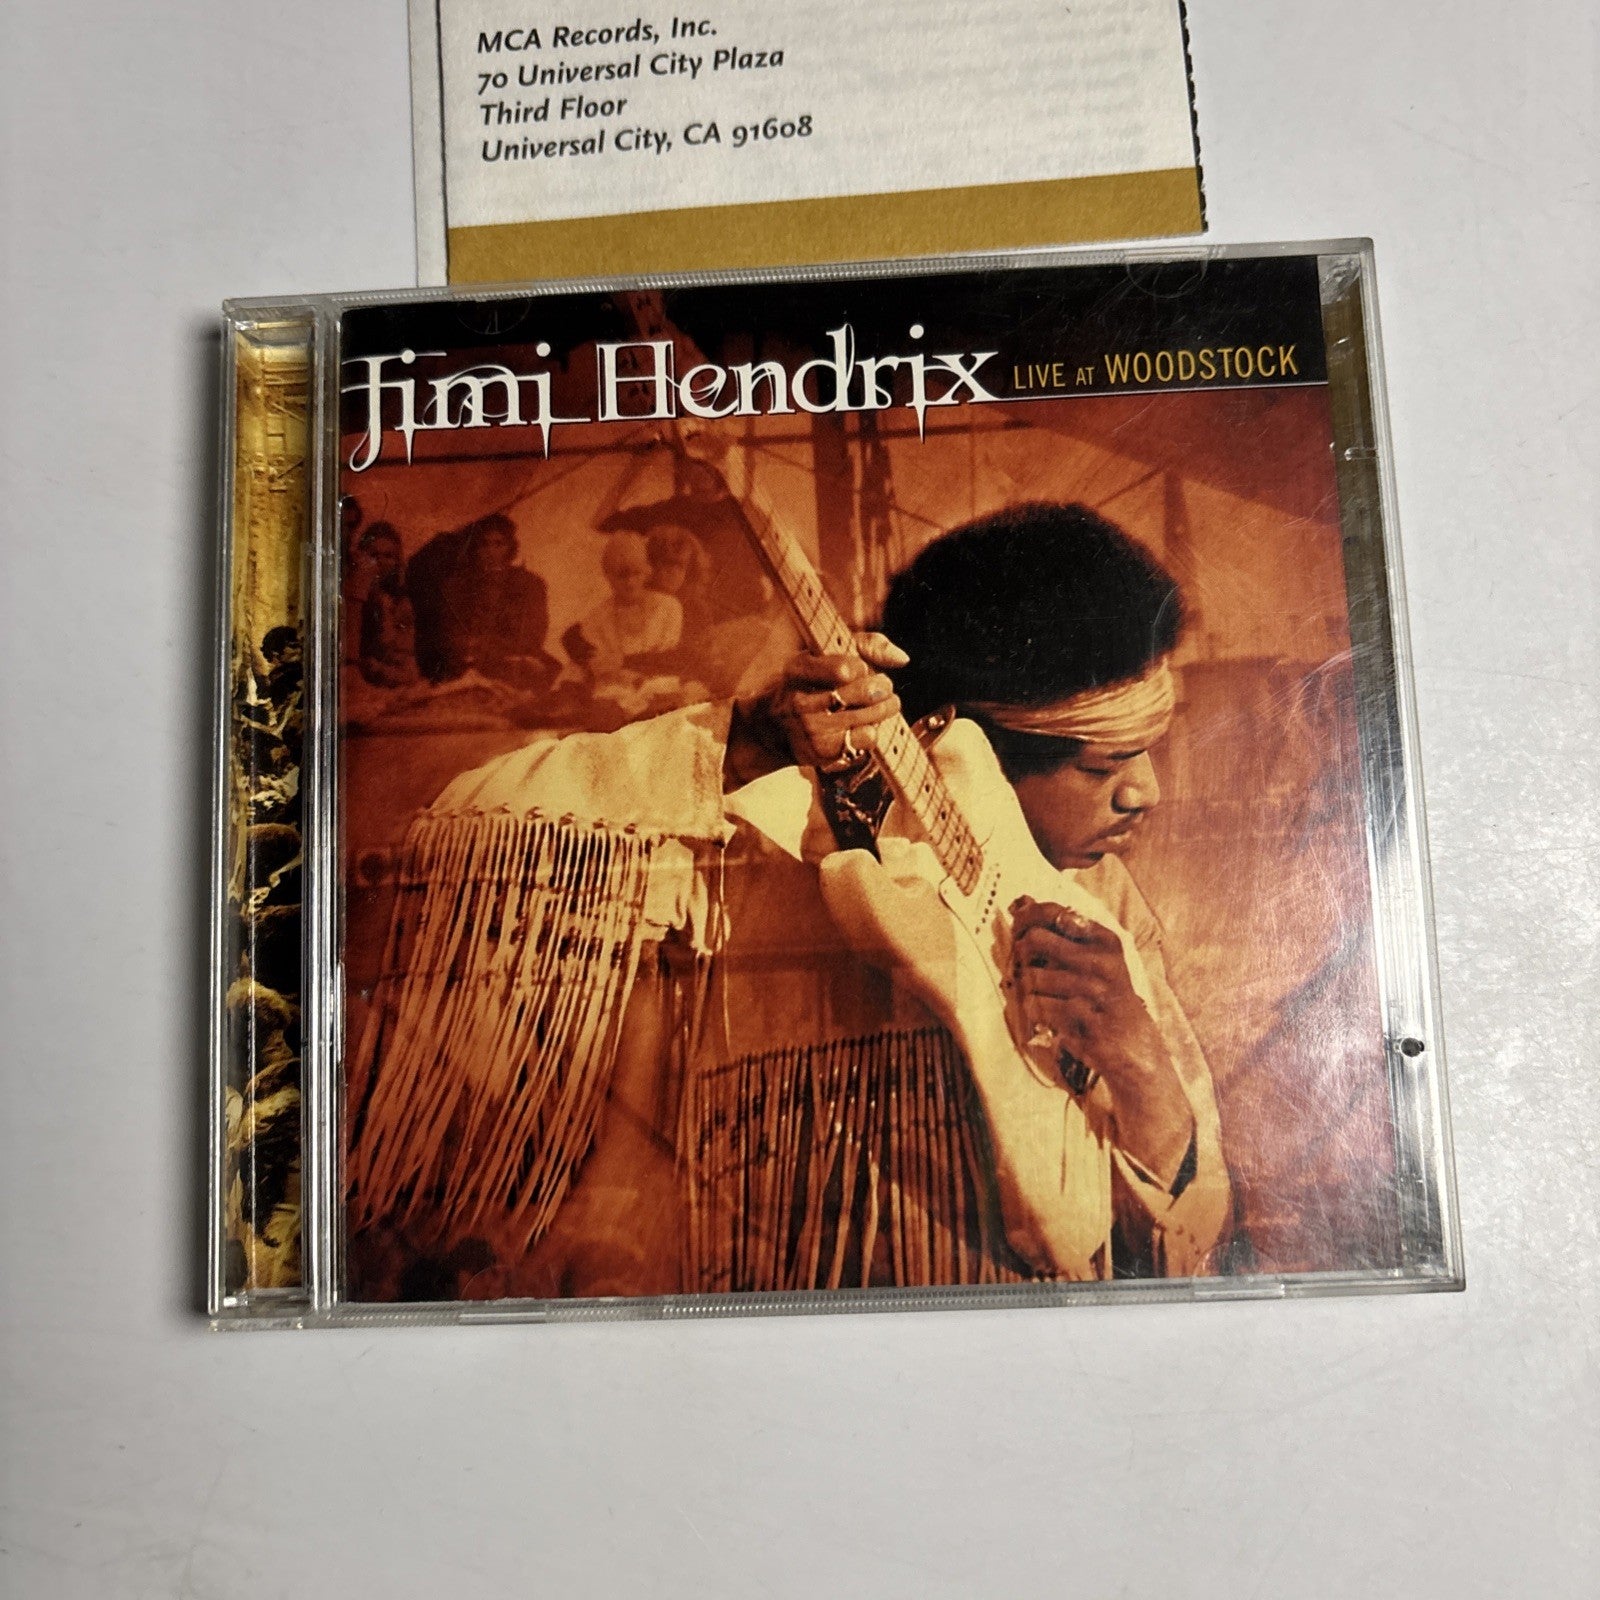 MCA Records, Inc.
70 Universal City Plaza
Third Floor
Universal City, CA 91608
Jimi Hendrix LIVE AT WOODSTOCK